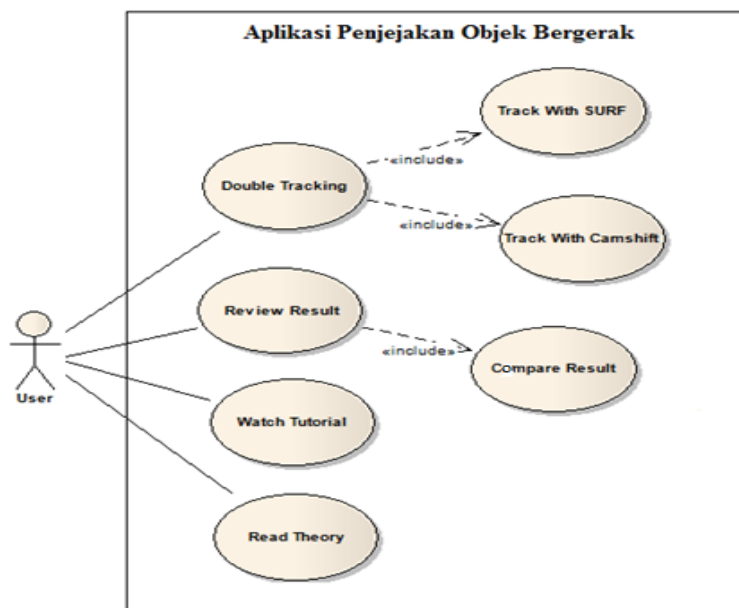 Aplikasi Penjejakan Objek Bergerak
Track With SURF
«include»
Double Tracking
«include»
Track With Camshift
Review Result
«include»
Compare Result
User
Watch Tutorial
Read Theory